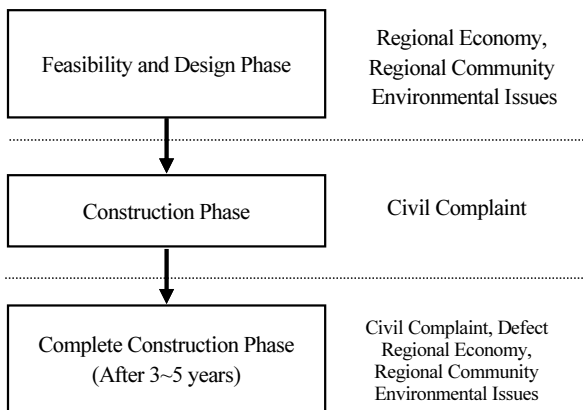 Feasibility and Design Phase
Regional Economy,
Regional Community
Environmental Issues
Construction Phase
Civil Complaint
Complete Construction Phase
(After 3~5 years)
Civil Complaint, Defect
Regional Economy,
Regional Community
Environmental Issues